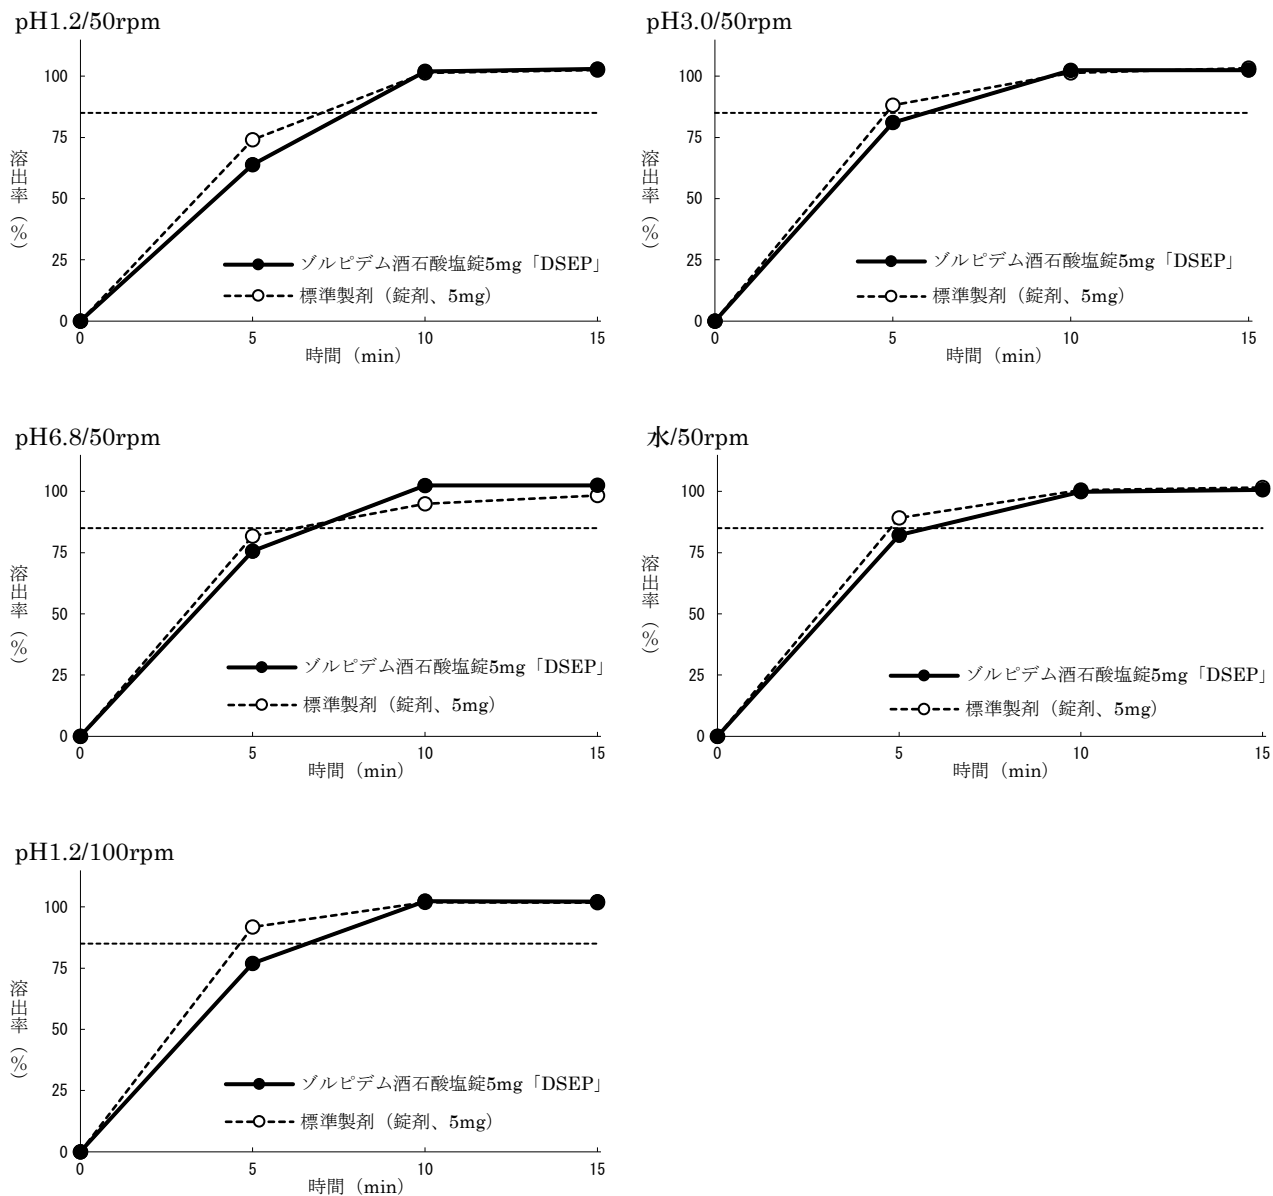 pH1.2/50rpm
100
75
50
25
0
溶出率（%）
ゾルピデム酒石酸塩錠5mg「DSEP」
標準製剤（錠剤、5mg）
0 5 10 15
時間（min）
pH3.0/50rpm
100
75
50
25
0
溶出率（%）
ゾルピデム酒石酸塩錠5mg「DSEP」
標準製剤（錠剤、5mg）
0 5 10 15
時間（min）
pH6.8/50rpm
100
75
50
25
0
溶出率（%）
ゾルピデム酒石酸塩錠5mg「DSEP」
標準製剤（錠剤、5mg）
0 5 10 15
時間（min）
水/50rpm
100
75
50
25
0
溶出率（%）
ゾルピデム酒石酸塩錠5mg「DSEP」
標準製剤（錠剤、5mg）
0 5 10 15
時間（min）
pH1.2/100rpm
100
75
50
25
0
溶出率（%）
ゾルピデム酒石酸塩錠5mg「DSEP」
標準製剤（錠剤、5mg）
0 5 10 15
時間（min）